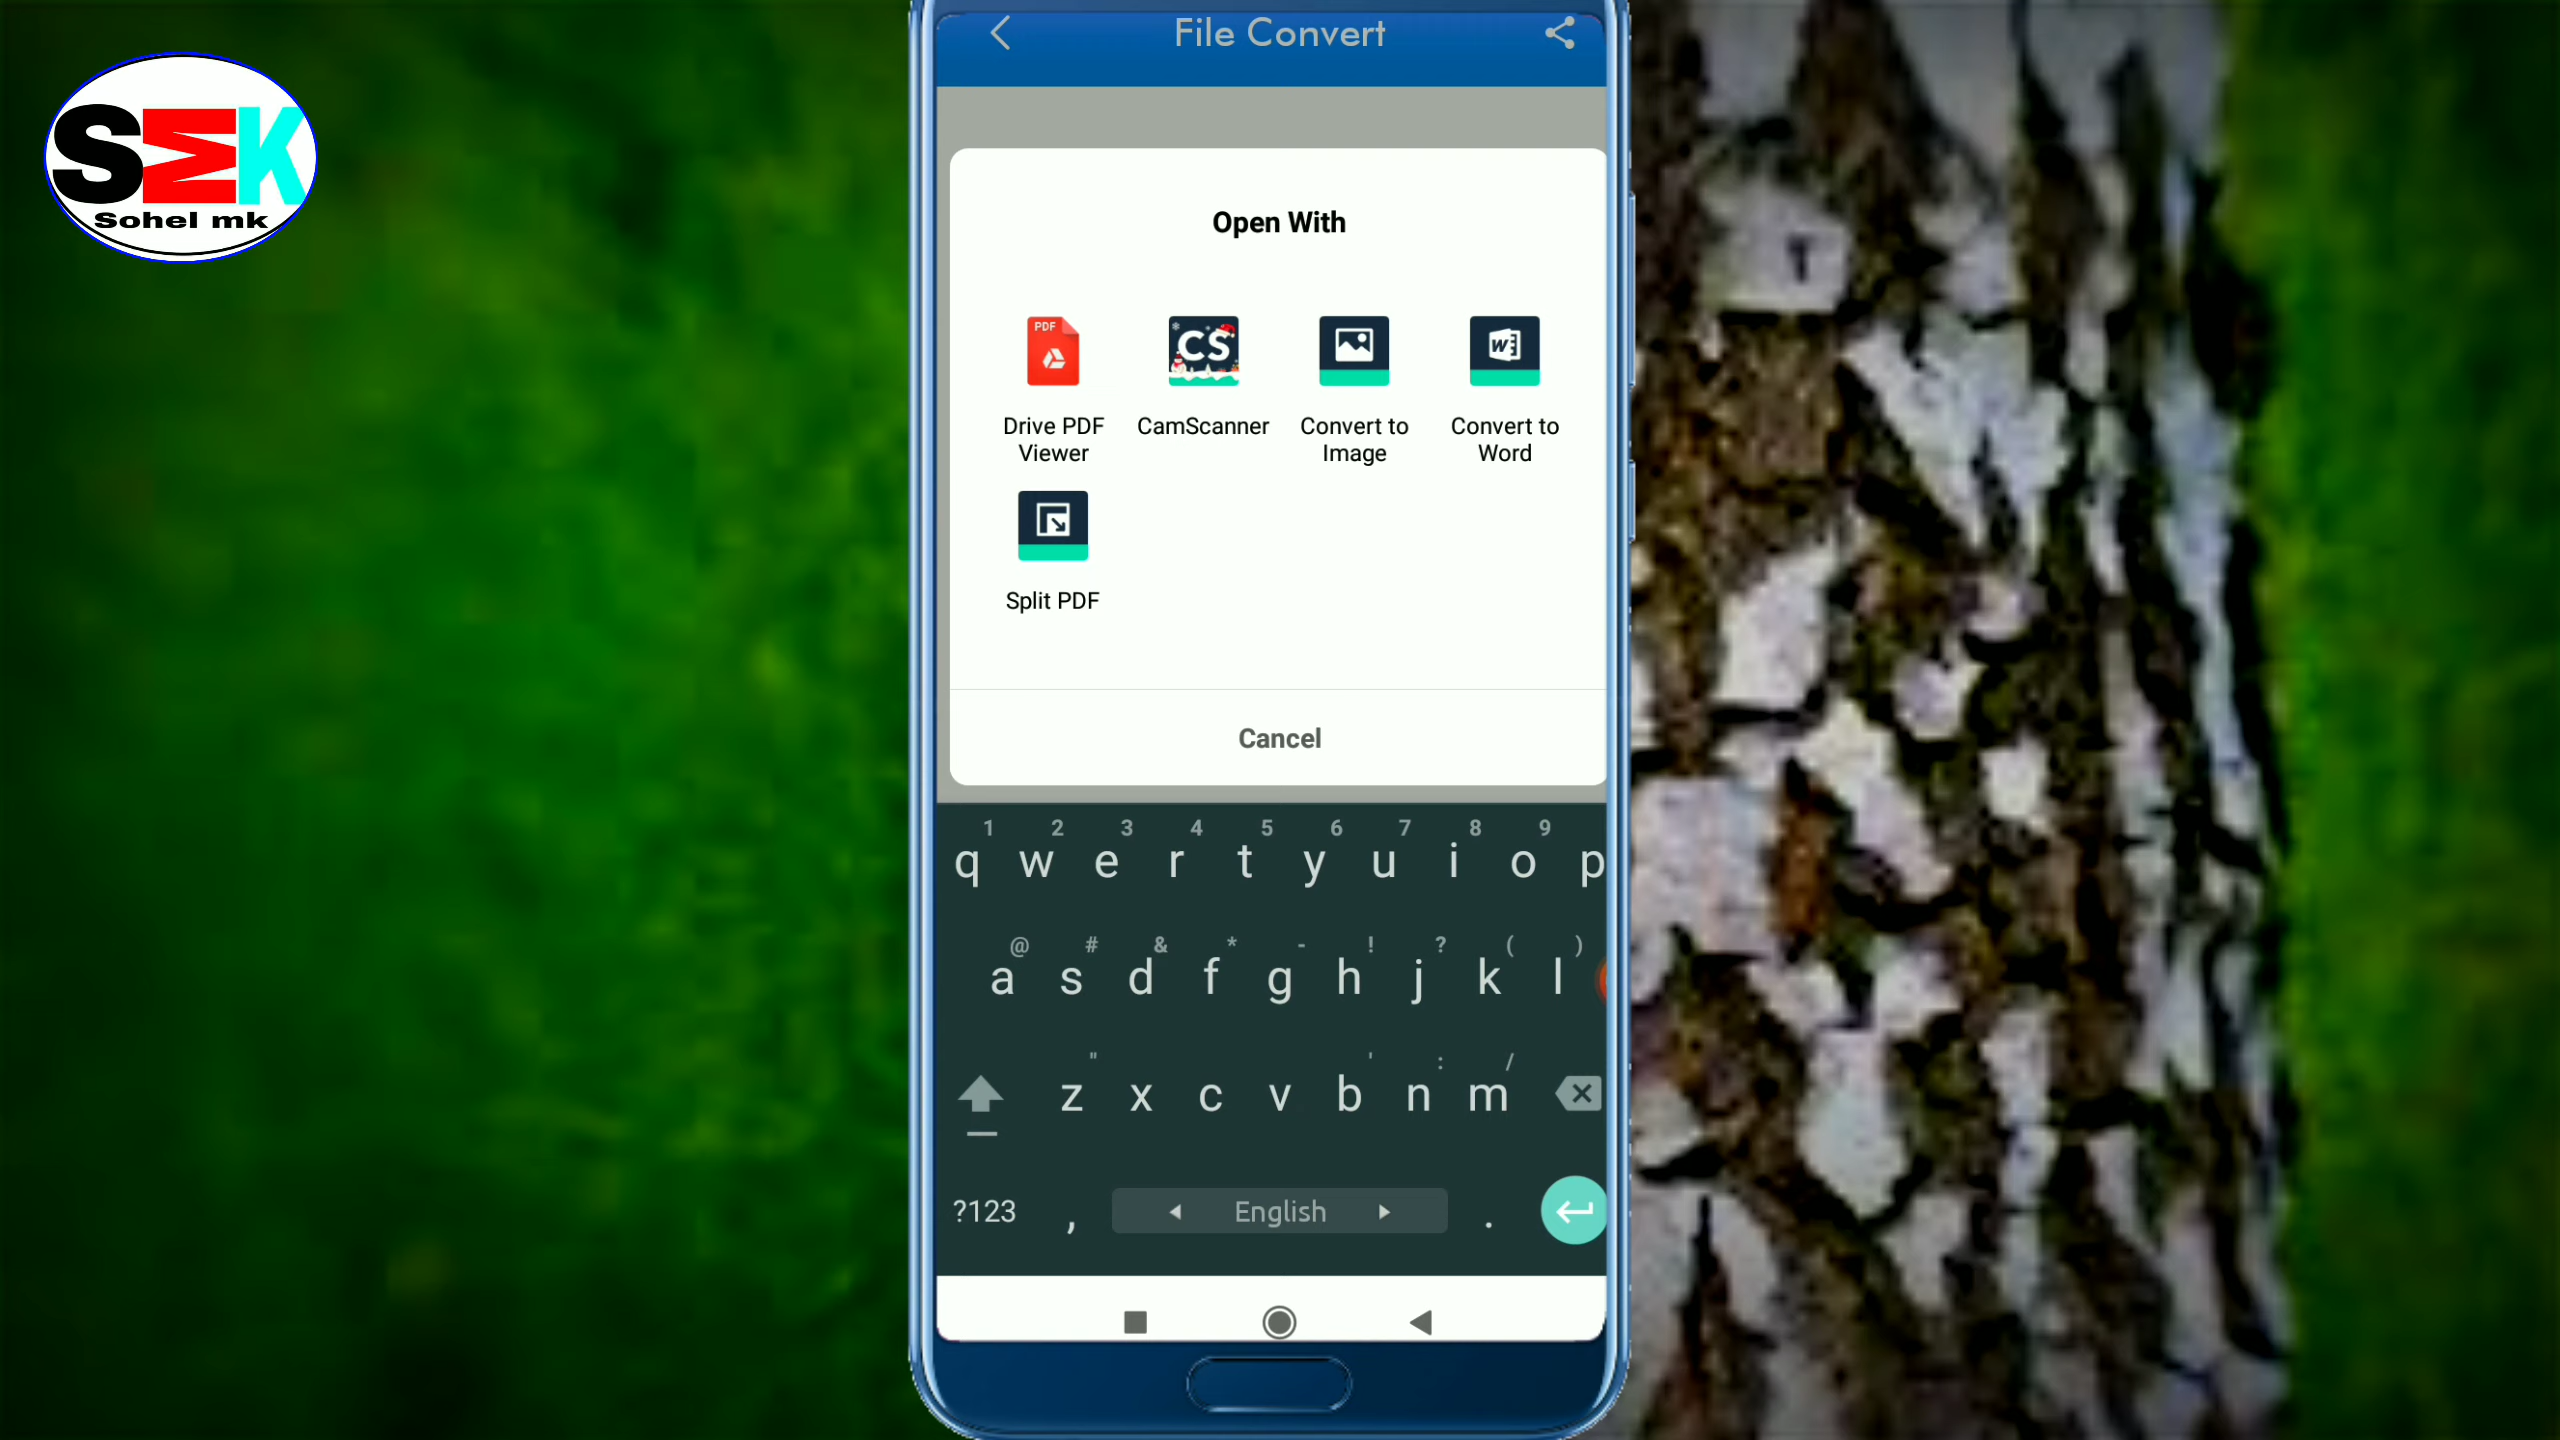 File Convert
SMK
Sohel mk
Open With
PDF
CS
W
Drive PDF Viewer
CamScanner
Convert to Image
Convert to Word
Split PDF
Cancel
1 2 3 4 5 6 7 8 9
q w e r t y u i o p
@ # & * - ! ? ( )
a s d f g h j k l
" ' : /
z x c v b n m
?123 , English .